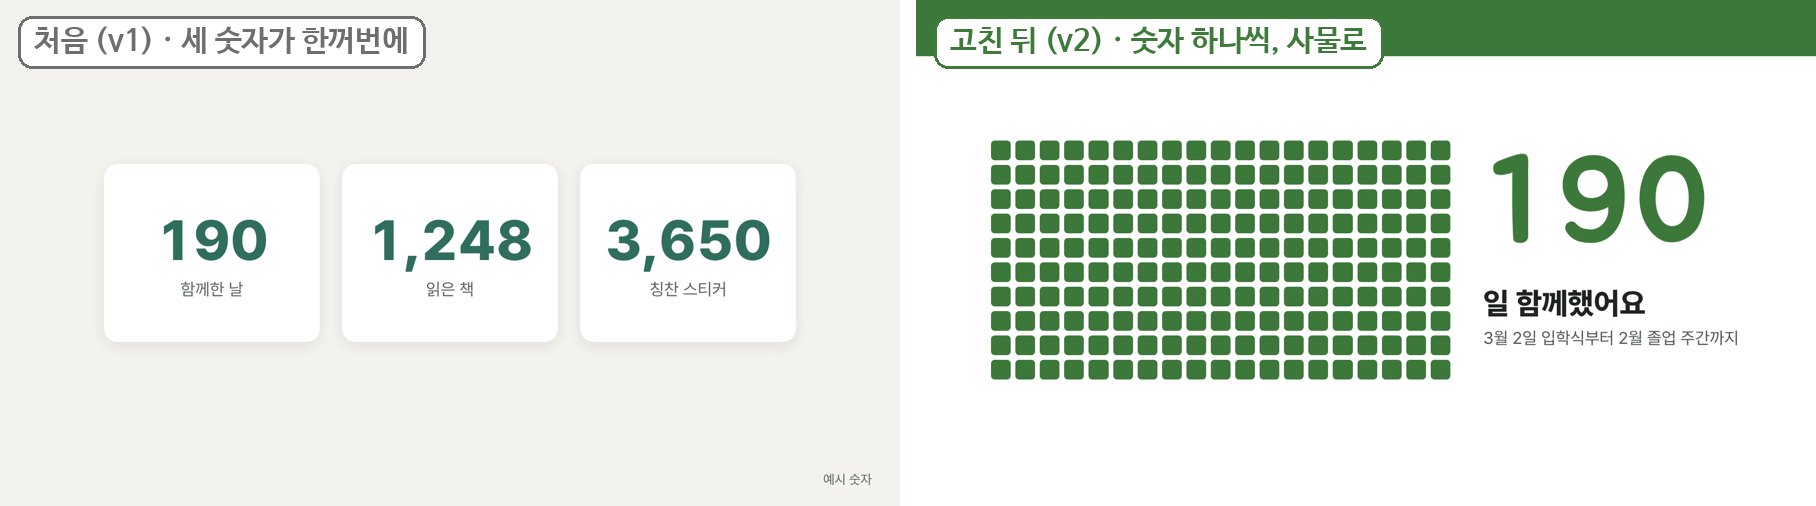 처음 (v1) · 세 숫자가 한꺼번에
190
함께한 날
1,248
읽은 책
3,650
칭찬 스티커
예시 숫자
고친 뒤 (v2) · 숫자 하나씩, 사물로
190
일 함께했어요
3월 2일 입학식부터 2월 졸업 주간까지